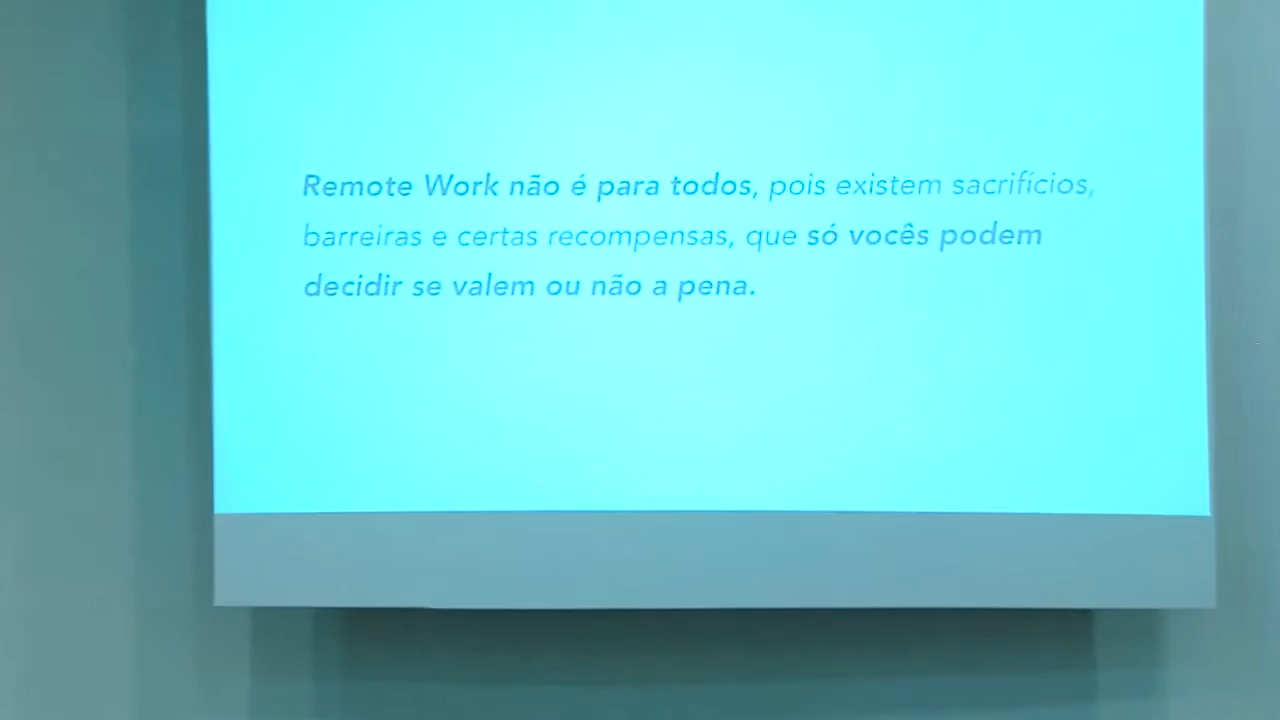 Remote Work não é para todos, pois existem sacrifícios,
barreiras e certas recompensas, que só vocês podem
decidir se valem ou não a pena.